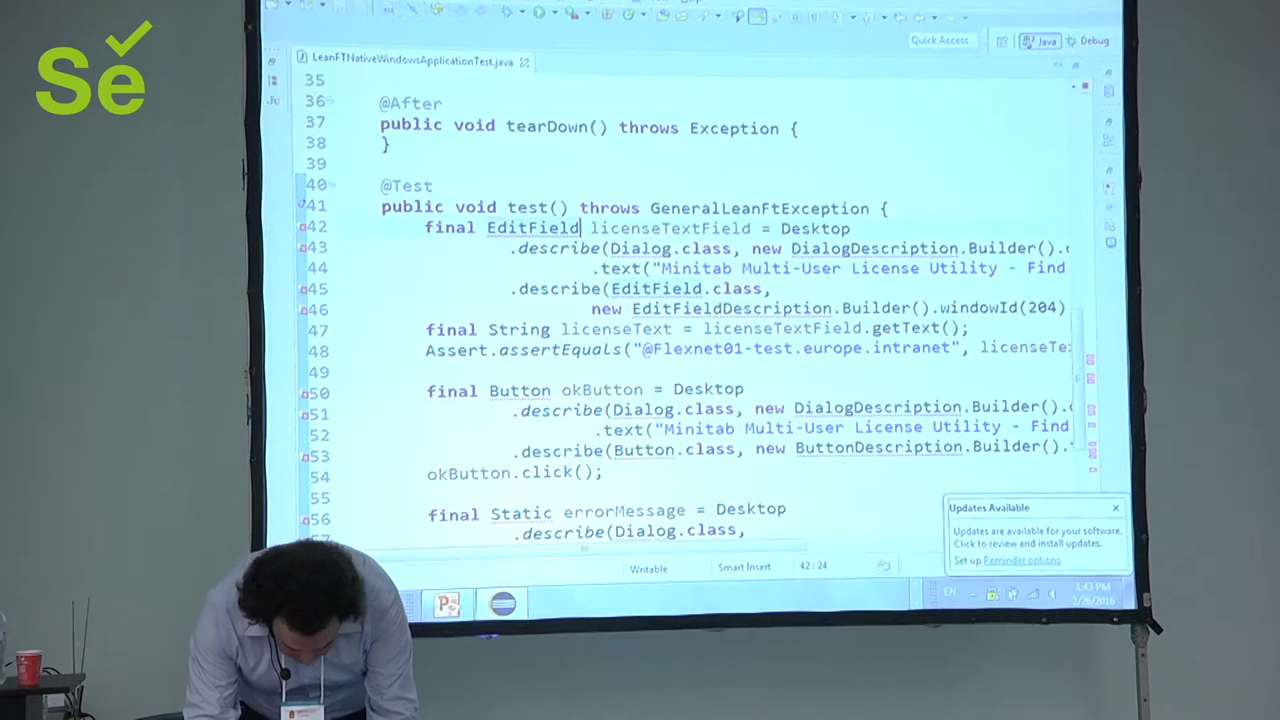 Se
Quick Access
Java
Debug
LeanFTNativeWindowsApplicationTest.java
35
36 @After
37 public void tearDown() throws Exception {
38 }
39
40 @Test
41 public void test() throws GeneralLeanFtException {
42 final EditField licenseTextField = Desktop
43 .describe(Dialog.class, new DialogDescription.Builder().
44 .text("Minitab Multi-User License Utility - Find
45 .describe(EditField.class,
46 new EditFieldDescription.Builder().windowId(204)
47 final String licenseText = licenseTextField.getText();
48 Assert.assertEquals("@Flexnet01-test.europe.intranet", licenseTe
49
50 final Button okButton = Desktop
51 .describe(Dialog.class, new DialogDescription.Builder().
52 .text("Minitab Multi-User License Utility - Find
53 .describe(Button.class, new ButtonDescription.Builder().
54 okButton.click();
55
56 final Static errorMessage = Desktop
.describe(Dialog.class,
Updates Available
Updates are available for your software.
Click to review and install updates.
Set up Reminder options
Writable
Smart Insert
42 : 24
EN
1:43 PM
2/26/2016